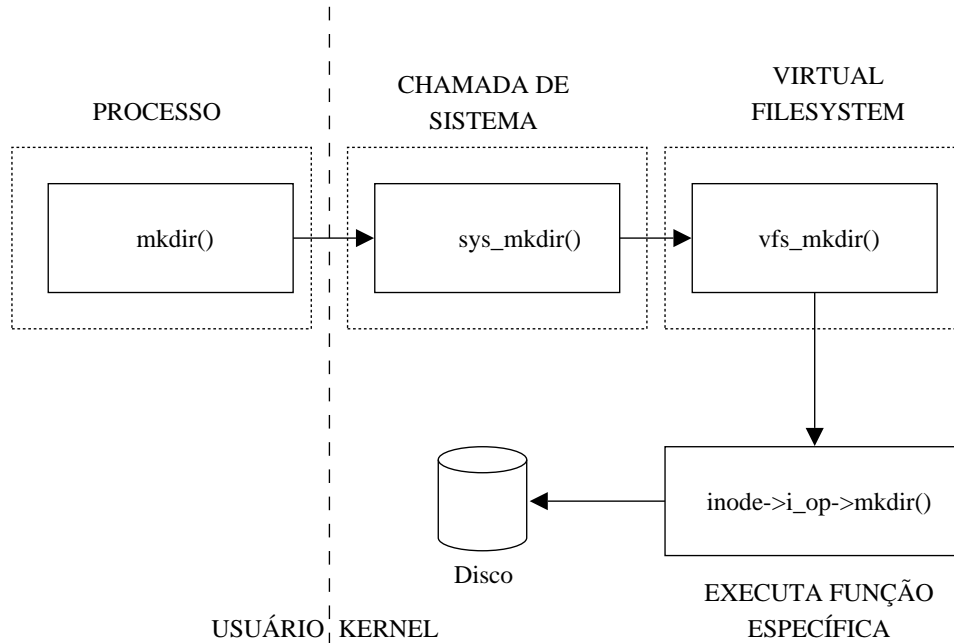 PROCESSO
CHAMADA DE
SISTEMA
VIRTUAL
FILESYSTEM
mkdir()
sys_mkdir()
vfs_mkdir()
inode->i_op->mkdir()
Disco
EXECUTA FUNÇÃO
ESPECÍFICA
USUÁRIO
KERNEL